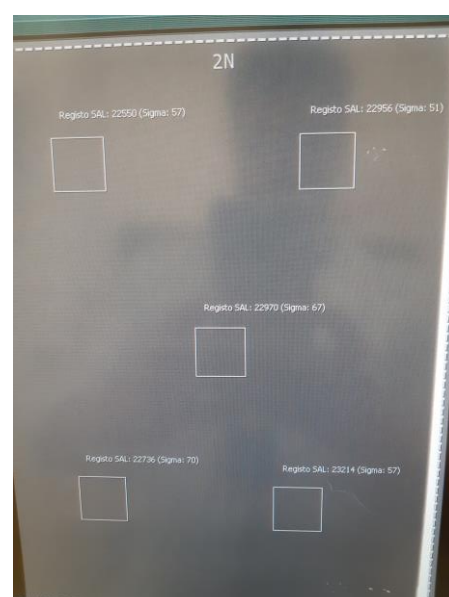 2N
Registo SAL: 22550 (Sigma: 57)
Registo SAL: 22956 (Sigma: 51)
Registo SAL: 22970 (Sigma: 67)
Registo SAL: 22736 (Sigma: 70)
Registo SAL: 23214 (Sigma: 57)